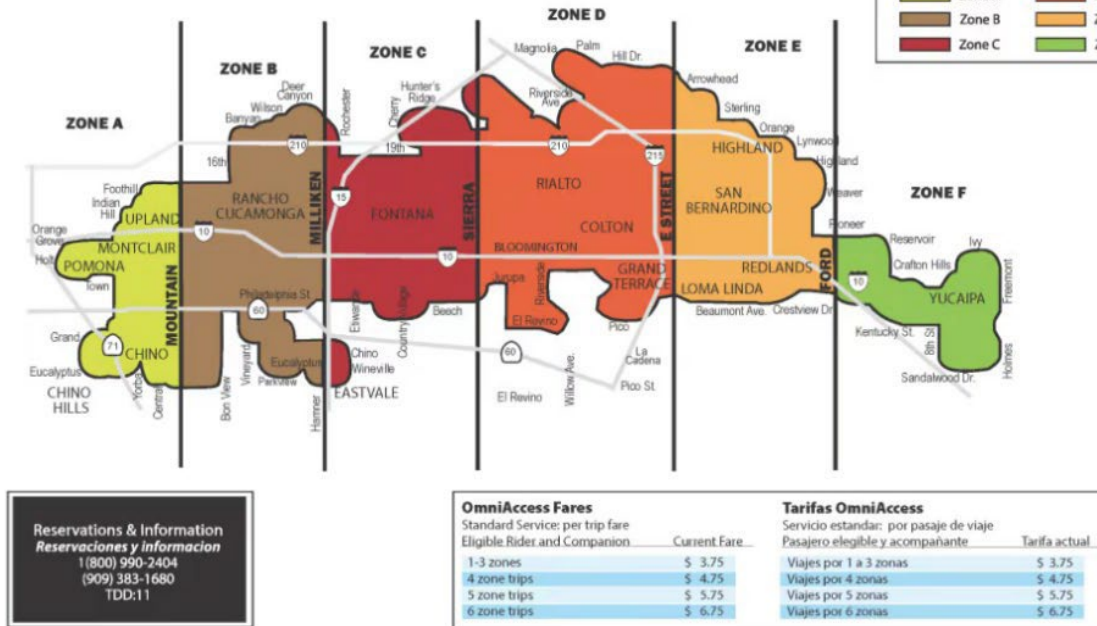 ZONE D
Zone B
Zone C
ZONE C
ZONE E
ZONE B
ZONE A
ZONE F
Magnolia
Palm
Hill Dr.
Deer
Canyon
Wilson
Banyan
Rochester
Cherry
Hunter's
Ridge
Riverside
Ave
Arrowhead
Sterling
Orange
Lynwood
Highland
16th
210
19th
210
215
HIGHLAND
Foothill
Indian
Hill
UPLAND
RANCHO
CUCAMONGA
MILLIKEN
15
FONTANA
SIERRA
RIALTO
COLTON
E STREET
SAN
BERNARDINO
Weaver
Pioneer
Orange
Grove
Holt
MONTCLAIR
POMONA
Town
10
10
BLOOMINGTON
GRAND
TERRACE
REDLANDS
LOMA LINDA
FORD
Reservoir
Crafton Hills
Ivy
Freemont
10
YUCAIPA
MOUNTAIN
Philadelphia St
60
Etiwanda
Country Village
Beech
Jurupa
Riverside
El Revino
Pico
Beaumont Ave.
Crestview Dr.
Kentucky St.
8th St
Sandalwood Dr.
Holmes
Grand
71
CHINO
Eucalyptus
CHINO
HILLS
Yorba
Central
Bon View
Vineyard
Eucalyptus
Parkview
Hamner
Chino
Wineville
EASTVALE
60
El Revino
Willow Ave.
La
Cadena
Pico St
Reservations & Information
Reservaciones y informacion
1(800) 990-2404
(909) 383-1680
TDD:11
OmniAccess Fares
Standard Service: per trip fare
Eligible Rider and Companion Current Fare
1-3 zones $ 3.75
4 zone trips $ 4.75
5 zone trips $ 5.75
6 zone trips $ 6.75
Tarifas OmniAccess
Servicio estandar: por pasaje de viaje
Pasajero elegible y acompañante Tarifa actual
Viajes por 1 a 3 zonas $ 3.75
Viajes por 4 zonas $ 4.75
Viajes por 5 zonas $ 5.75
Viajes por 6 zonas $ 6.75